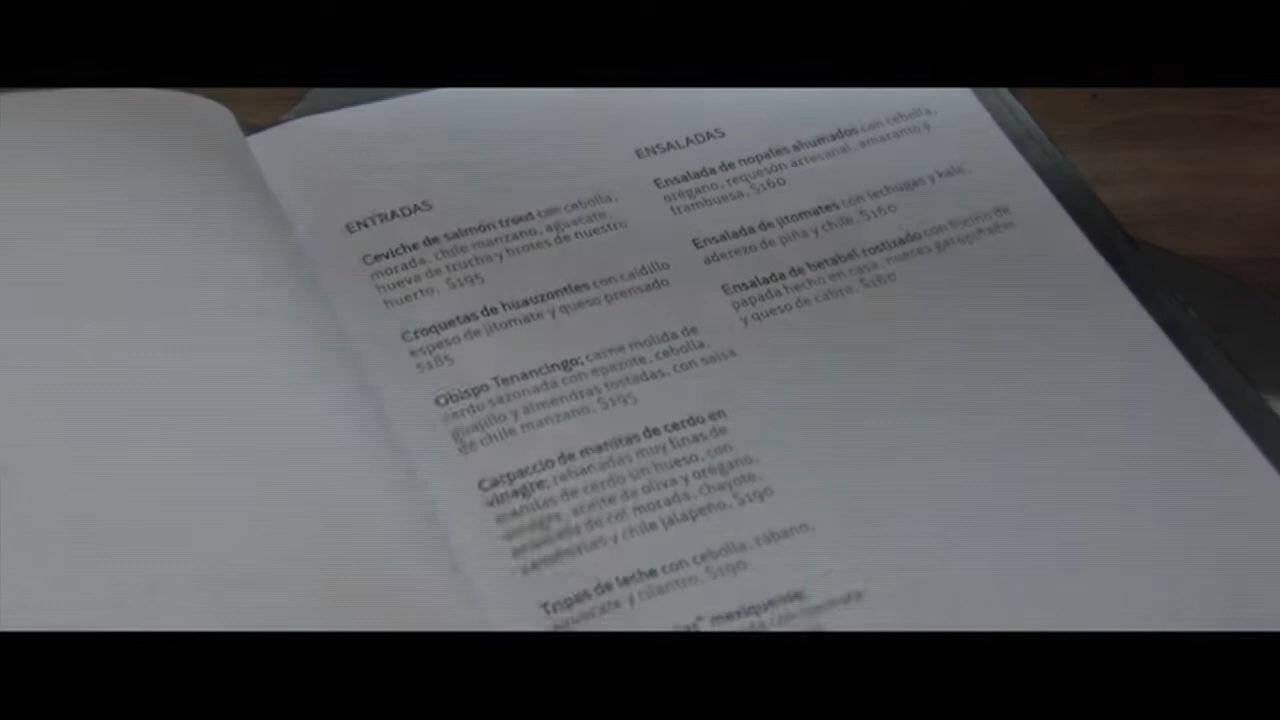 ENTRADAS
Ceviche de salmón trout con cebolla,
morada, chile manzano, aguacate,
hueva de trucha y brotes de nuestro
huerto, $195
Croquetas de huauzontles con caldillo
espeso de jitomate y queso prensado
$185
Obispo Tenancingo; carne molida de
cerdo sazonada con epazote, cebolla,
guajillo y almendras tostadas, con salsa
de chile manzano, $195
Carpaccio de manitas de cerdo en
vinagre; rebanadas muy finas de
manitas de cerdo sin hueso, con
vinagre, aceite de oliva y orégano,
de col morada, chayote,
zanahorias y chile jalapeño, $190
Tripas de leche con cebolla, rábano,
aguacate y cilantro, $190
mexiquense;
ENSALADAS
Ensalada de nopales ahumados con cebolla,
orégano, requesón artesanal, amaranto y
frambuesa, $160
Ensalada de jitomates con lechugas y kale,
aderezo de piña y chile, $160
Ensalada de betabel rostizado con tocino de
papada hecho en casa, nueces garapiñadas
y queso de cabra, $160